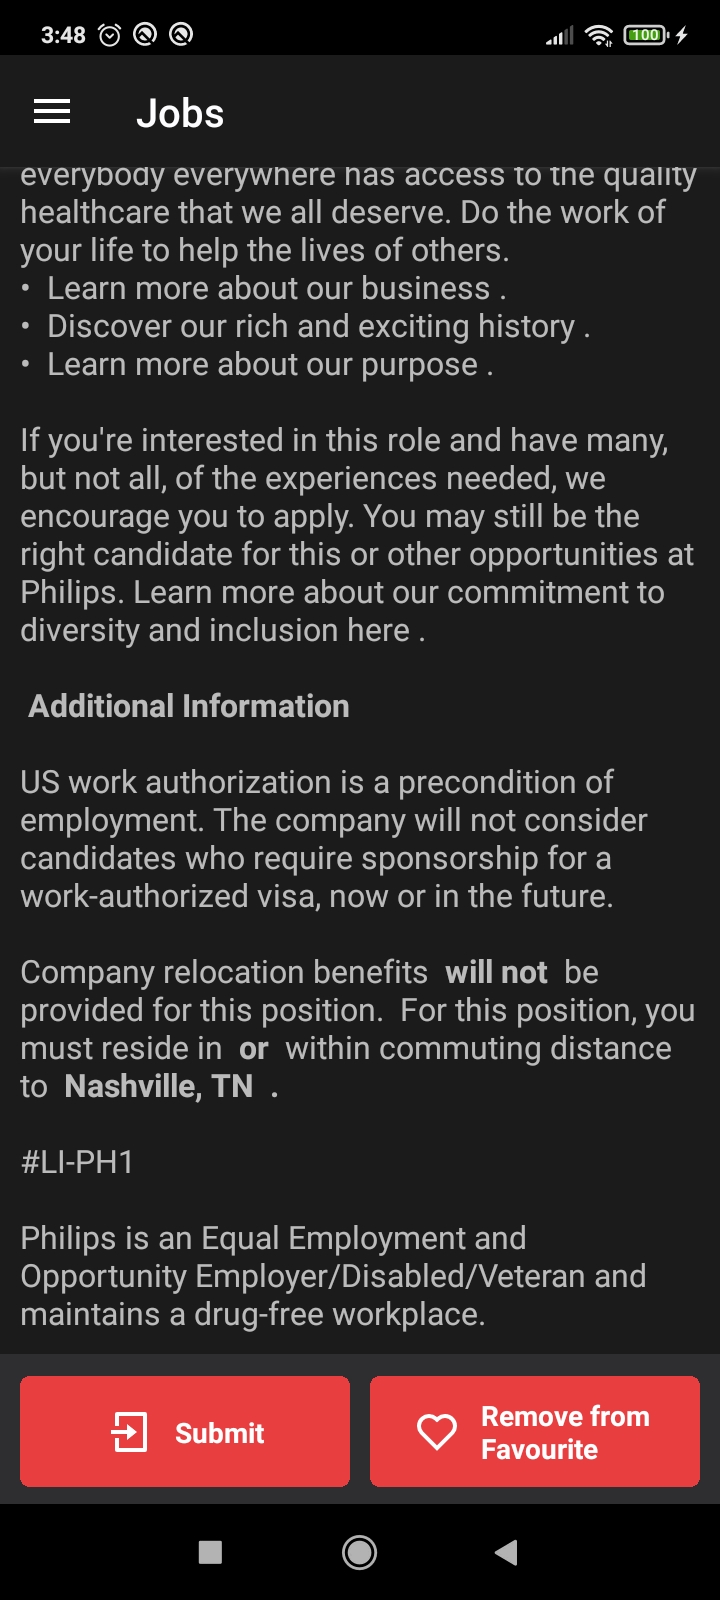 3:48
100
Jobs
everybody everywhere has access to the quality
healthcare that we all deserve. Do the work of
your life to help the lives of others.
• Learn more about our business .
• Discover our rich and exciting history .
• Learn more about our purpose .
If you're interested in this role and have many,
but not all, of the experiences needed, we
encourage you to apply. You may still be the
right candidate for this or other opportunities at
Philips. Learn more about our commitment to
diversity and inclusion here .
Additional Information
US work authorization is a precondition of
employment. The company will not consider
candidates who require sponsorship for a
work-authorized visa, now or in the future.
Company relocation benefits will not be
provided for this position. For this position, you
must reside in or within commuting distance
to Nashville, TN .
#LI-PH1
Philips is an Equal Employment and
Opportunity Employer/Disabled/Veteran and
maintains a drug-free workplace.
Submit
Remove from
Favourite